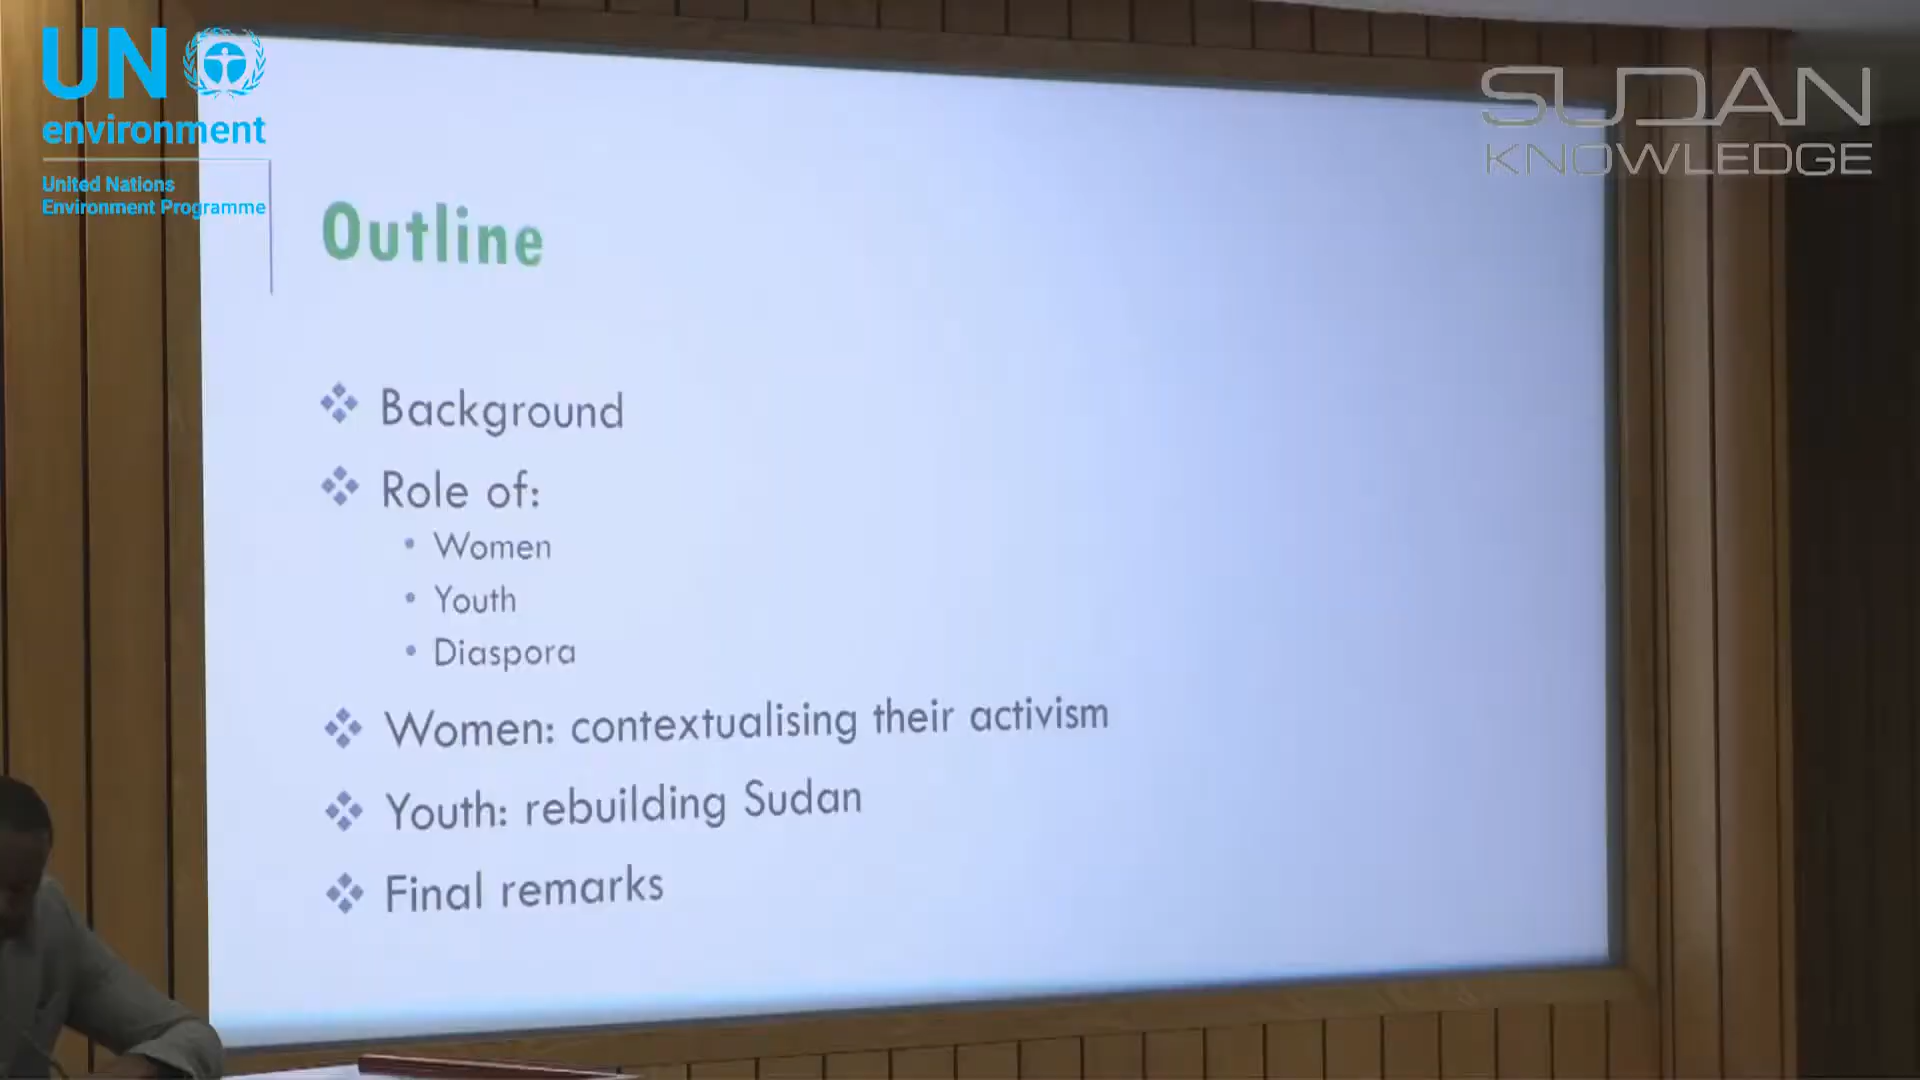 UN
environment
United Nations
Environment Programme
SUDAN
KNOWLEDGE
Outline
Background
Role of:
• Women
• Youth
• Diaspora
Women: contextualising their activism
Youth: rebuilding Sudan
Final remarks